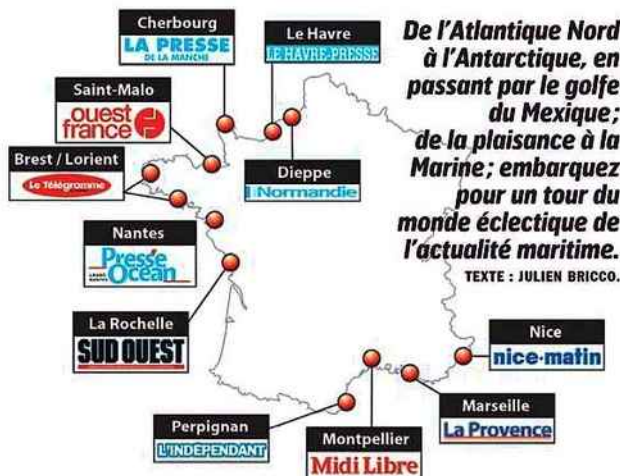 Cherbourg
LA PRESSE
DE LA MANCHE
Le Havre
LE HAVRE-PRESSE
De l'Atlantique Nord
à l'Antarctique, en
passant par le golfe
du Mexique;
de la plaisance à la
Marine; embarquez
pour un tour du
monde éclectique de
l'actualité maritime.
TEXTE : JULIEN BRICCO.
Saint-Malo
ouest
france
Brest / Lorient
Le Télégramme
Dieppe
Normandie
Nantes
Presse
Océan
La Rochelle
SUD OUEST
Nice
nice-matin
Marseille
La Provence
Perpignan
L'INDÉPENDANT
Montpellier
Midi Libre